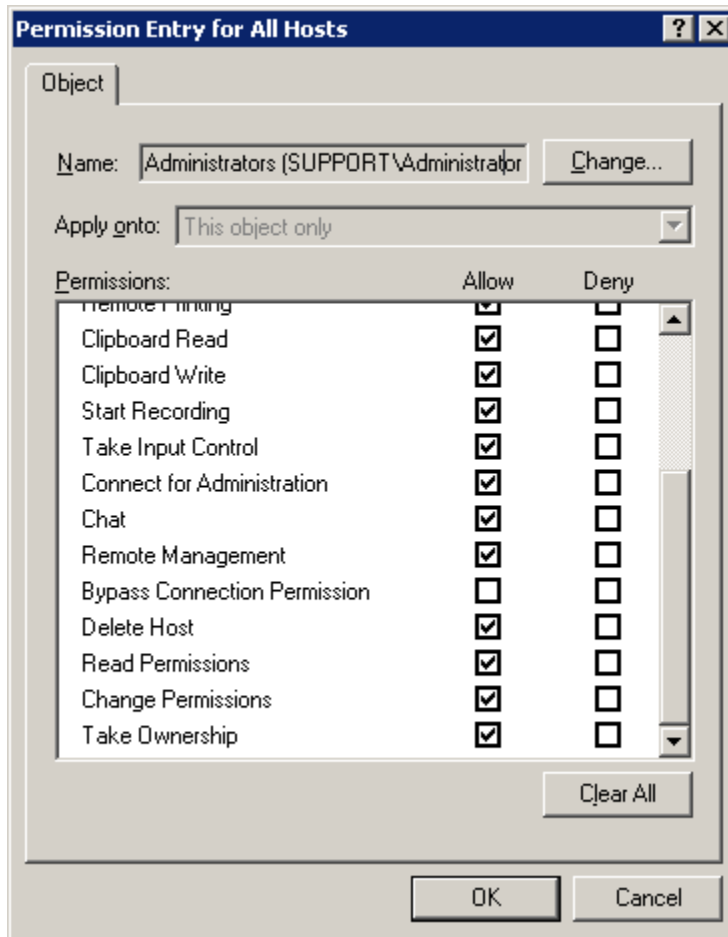 Permission Entry for All Hosts
Object
Name: Administrators (SUPPORT\Administrator Change...
Apply onto: This object only
Permissions: Allow Deny
Remote Printing
Clipboard Read
Clipboard Write
Start Recording
Take Input Control
Connect for Administration
Chat
Remote Management
Bypass Connection Permission
Delete Host
Read Permissions
Change Permissions
Take Ownership
Clear All
OK Cancel